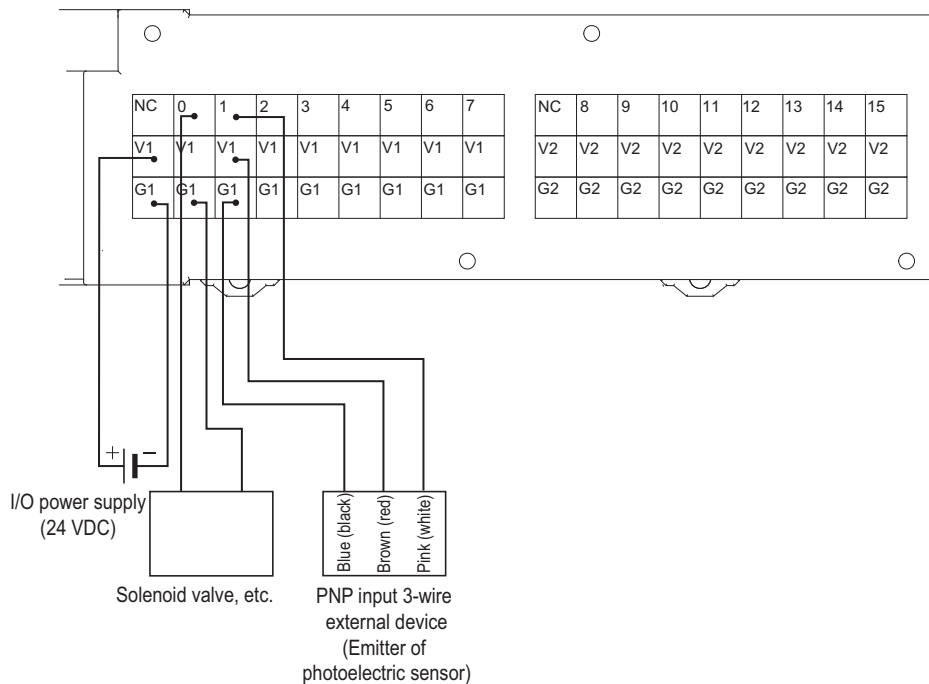 NC 0 1 2 3 4 5 6 7 NC 8 9 10 11 12 13 14 15
V1 V1 V1 V1 V1 V1 V1 V1 V1 V2 V2 V2 V2 V2 V2 V2 V2 V2
G1 G1 G1 G1 G1 G1 G1 G1 G1 G2 G2 G2 G2 G2 G2 G2 G2 G2
+ −
I/O power supply
(24 VDC)
Blue (black)
Brown (red)
Pink (white)
Solenoid valve, etc.
PNP input 3-wire
external device
(Emitter of
photoelectric sensor)